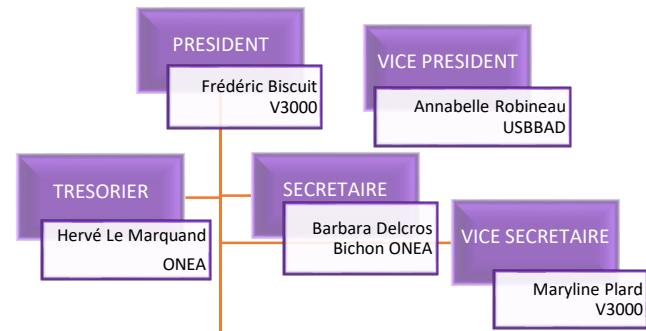 PRESIDENT
Frédéric Biscuit
V3000
VICE PRESIDENT
Annabelle Robineau
USBBAD
TRESORIER
Hervé Le Marquand
ONEA
SECRETAIRE
Barbara Delcros
Bichon ONEA
VICE SECRETAIRE
Maryline Plard
V3000